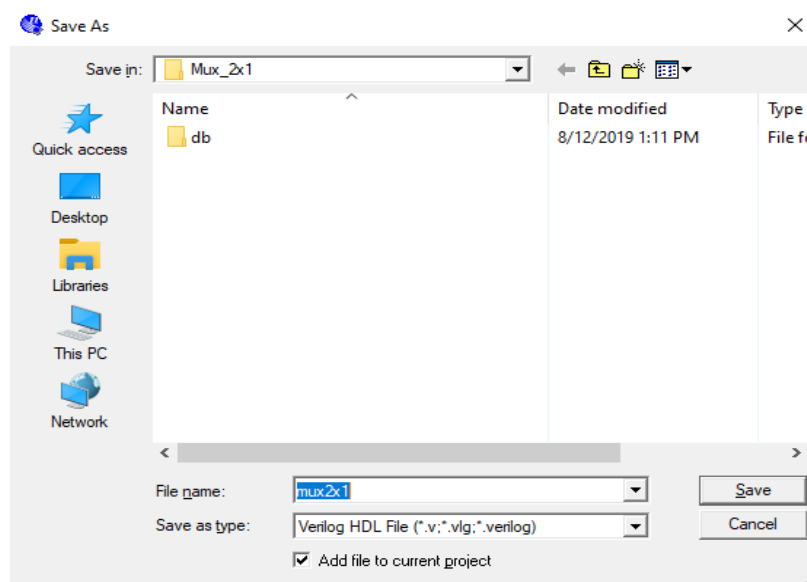 Save As
Save in: Mux_2x1
Name Date modified Type
db 8/12/2019 1:11 PM File f
Quick access
Desktop
Libraries
This PC
Network
File name: mux2x1 Save
Save as type: Verilog HDL File (*.v;*.vlg;*.verilog) Cancel
Add file to current project